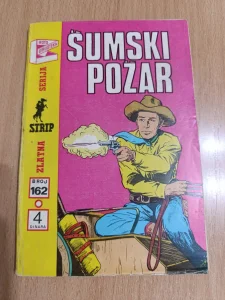 ŠUMSKI
POŽAR
ZLATNA
STRIP
SERIJA
BROJ
162
4
DINARA